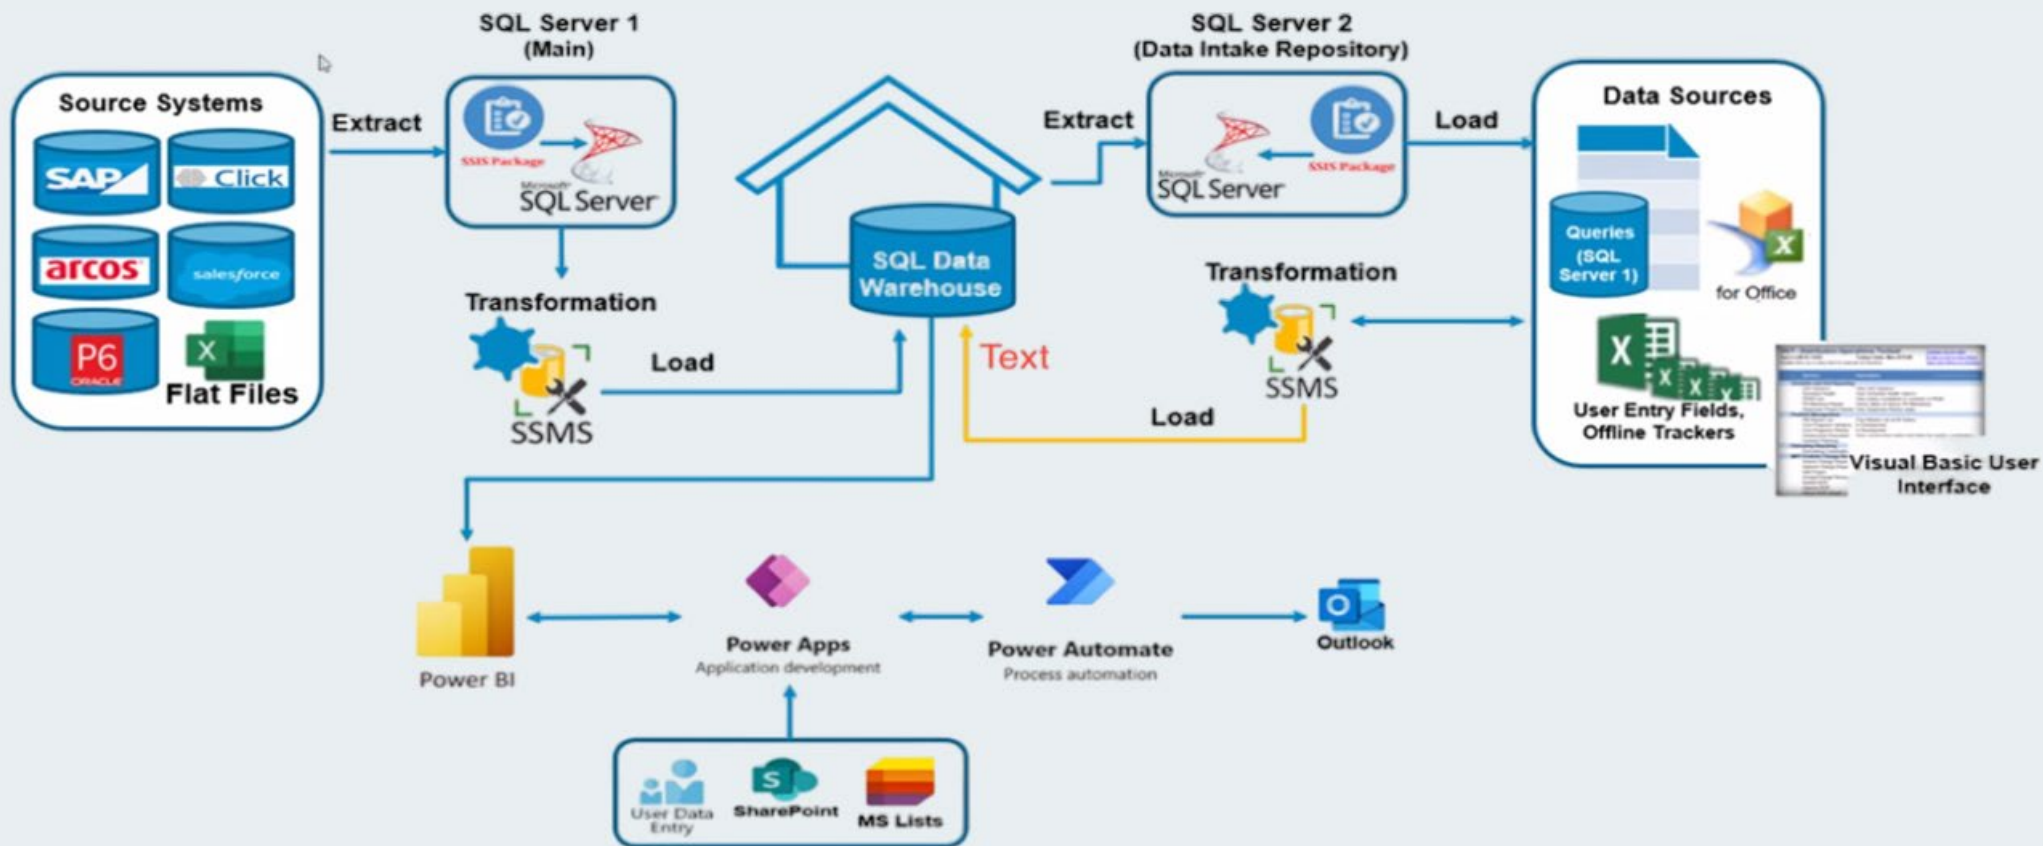 SQL Server 1
(Main)
SQL Server 2
(Data Intake Repository)
Source Systems
SAP
Click
arcos
salesforce
P6
ORACLE
Flat Files
Extract
SSIS Package
Microsoft
SQL Server
Transformation
SSMS
Load
SQL Data
Warehouse
Text
Extract
SSIS Package
Microsoft
SQL Server
Load
Transformation
SSMS
Load
Data Sources
Queries
(SQL
Server 1)
for Office
User Entry Fields,
Offline Trackers
Visual Basic User
Interface
Power BI
Power Apps
Application development
Power Automate
Process automation
Outlook
User Data
Entry
SharePoint
MS Lists